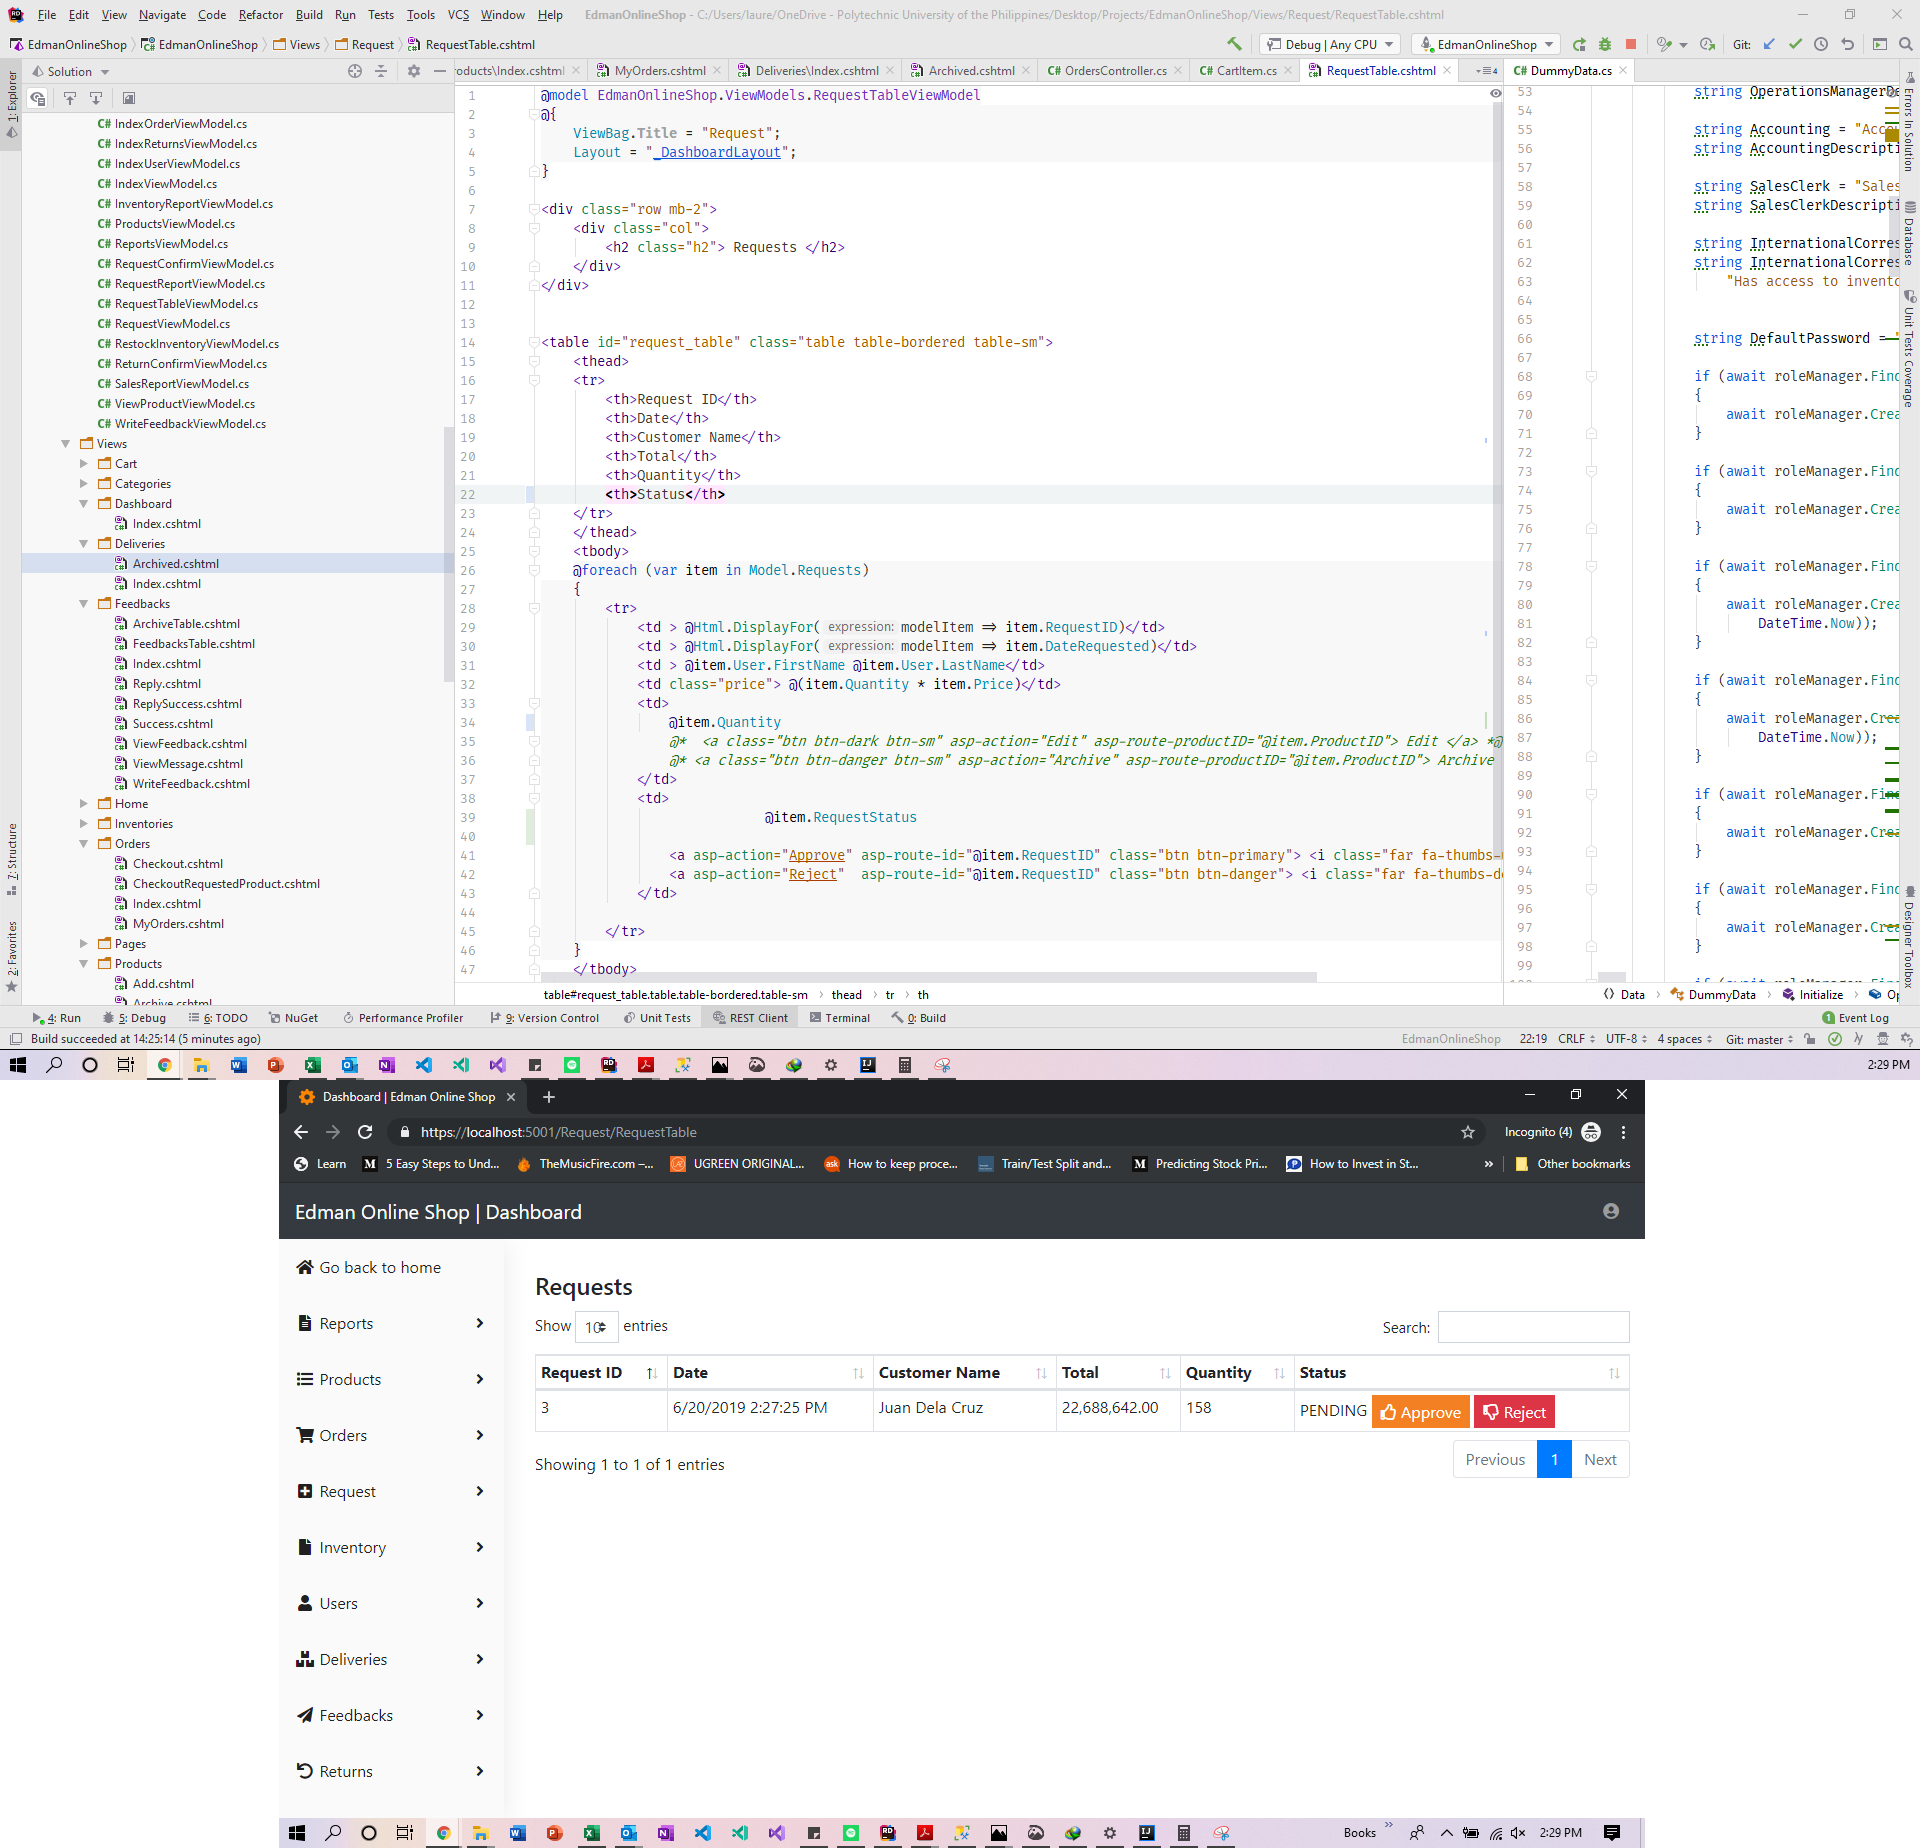 File Edit View Navigate Code Refactor Build Run Tests Tools VCS Window Help EdmanOnlineShop - C:/Users/laure/OneDrive - Polytechnic University of the Philippines/Desktop/Projects/EdmanOnlineShop/Views/Request/RequestTable.cshtml
EdmanOnlineShop EdmanOnlineShop Views Request RequestTable.cshtml Debug | Any CPU EdmanOnlineShop Git:
Solution
1: Explorer
IndexOrderViewModel.cs
IndexReturnsViewModel.cs
IndexUserViewModel.cs
IndexViewModel.cs
InventoryReportViewModel.cs
ProductsViewModel.cs
ReportsViewModel.cs
RequestConfirmViewModel.cs
RequestReportViewModel.cs
RequestTableViewModel.cs
RequestViewModel.cs
RestockInventoryViewModel.cs
ReturnConfirmViewModel.cs
SalesReportViewModel.cs
ViewProductViewModel.cs
WriteFeedbackViewModel.cs
Views
Cart
Categories
Dashboard
Index.cshtml
Deliveries
Archived.cshtml
Index.cshtml
Feedbacks
ArchiveTable.cshtml
FeedbacksTable.cshtml
Index.cshtml
Reply.cshtml
ReplySuccess.cshtml
Success.cshtml
ViewFeedback.cshtml
ViewMessage.cshtml
WriteFeedback.cshtml
Home
Inventories
Orders
Checkout.cshtml
CheckoutRequestedProduct.cshtml
Index.cshtml
MyOrders.cshtml
Pages
Products
Add.cshtml
Archive.cshtml
7: Structure
2: Favorites
oducts\Index.cshtml MyOrders.cshtml Deliveries\Index.cshtml Archived.cshtml OrdersController.cs CartItem.cs RequestTable.cshtml
1 @model EdmanOnlineShop.ViewModels.RequestTableViewModel
2 @{
3 ViewBag.Title = "Request";
4 Layout = "_DashboardLayout";
5 }
6
7 <div class="row mb-2">
8 <div class="col">
9 <h2 class="h2"> Requests </h2>
10 </div>
11 </div>
12
13
14 <table id="request_table" class="table table-bordered table-sm">
15 <thead>
16 <tr>
17 <th>Request ID</th>
18 <th>Date</th>
19 <th>Customer Name</th>
20 <th>Total</th>
21 <th>Quantity</th>
22 <th>Status</th>
23 </tr>
24 </thead>
25 <tbody>
26 @foreach (var item in Model.Requests)
27 {
28 <tr>
29 <td > @Html.DisplayFor( expression: modelItem => item.RequestID)</td>
30 <td > @Html.DisplayFor( expression: modelItem => item.DateRequested)</td>
31 <td > @item.User.FirstName @item.User.LastName</td>
32 <td class="price"> @(item.Quantity * item.Price)</td>
33 <td>
34 @item.Quantity
35 @* <a class="btn btn-dark btn-sm" asp-action="Edit" asp-route-productID="@item.ProductID"> Edit </a> *@
36 @* <a class="btn btn-danger btn-sm" asp-action="Archive" asp-route-productID="@item.ProductID"> Archive
37 </td>
38 <td>
39 @item.RequestStatus
40
41 <a asp-action="Approve" asp-route-id="@item.RequestID" class="btn btn-primary"> <i class="far fa-thumbs-
42 <a asp-action="Reject" asp-route-id="@item.RequestID" class="btn btn-danger"> <i class="far fa-thumbs-d
43 </td>
44
45 </tr>
46 }
47 </tbody>
table#request_table.table.table-bordered.table-sm thead tr th
4 DummyData.cs
53 string OperationsManagerDe
54
55 string Accounting = "Acco
56 string AccountingDescripti
57
58 string SalesClerk = "Sales
59 string SalesClerkDescripti
60
61 string InternationalCorres
62 string InternationalCorres
63 "Has access to invento
64
65
66 string DefaultPassword =
67
68 if (await roleManager.Find
69 {
70 await roleManager.Crea
71 }
72
73 if (await roleManager.Find
74 {
75 await roleManager.Crea
76 }
77
78 if (await roleManager.Find
79 {
80 await roleManager.Crea
81 DateTime.Now));
82 }
83
84 if (await roleManager.Find
85 {
86 await roleManager.Crea
87 DateTime.Now));
88 }
89
90 if (await roleManager.Find
91 {
92 await roleManager.Crea
93 }
94
95 if (await roleManager.Find
96 {
97 await roleManager.Crea
98 }
99
Data DummyData Initialize Op
Errors In Solution
Database
Unit Tests Coverage
Designer Toolbox
4: Run 5: Debug 6: TODO NuGet Performance Profiler 9: Version Control Unit Tests REST Client Terminal 0: Build 1 Event Log
Build succeeded at 14:25:14 (5 minutes ago) EdmanOnlineShop 22:19 CRLF UTF-8 4 spaces Git: master
2:29 PM
Dashboard | Edman Online Shop
https://localhost:5001/Request/RequestTable Incognito (4)
Learn 5 Easy Steps to Und... TheMusicFire.com –... UGREEN ORIGINAL... How to keep proce... Train/Test Split and... Predicting Stock Pri... How to Invest in St... » Other bookmarks
Edman Online Shop | Dashboard
Go back to home
Reports
Products
Orders
Request
Inventory
Users
Deliveries
Feedbacks
Returns
Requests
Show 10 entries Search:
Request ID Date Customer Name Total Quantity Status
3 6/20/2019 2:27:25 PM Juan Dela Cruz 22,688,642.00 158 PENDING Approve Reject
Showing 1 to 1 of 1 entries Previous 1 Next
Books » 2:29 PM